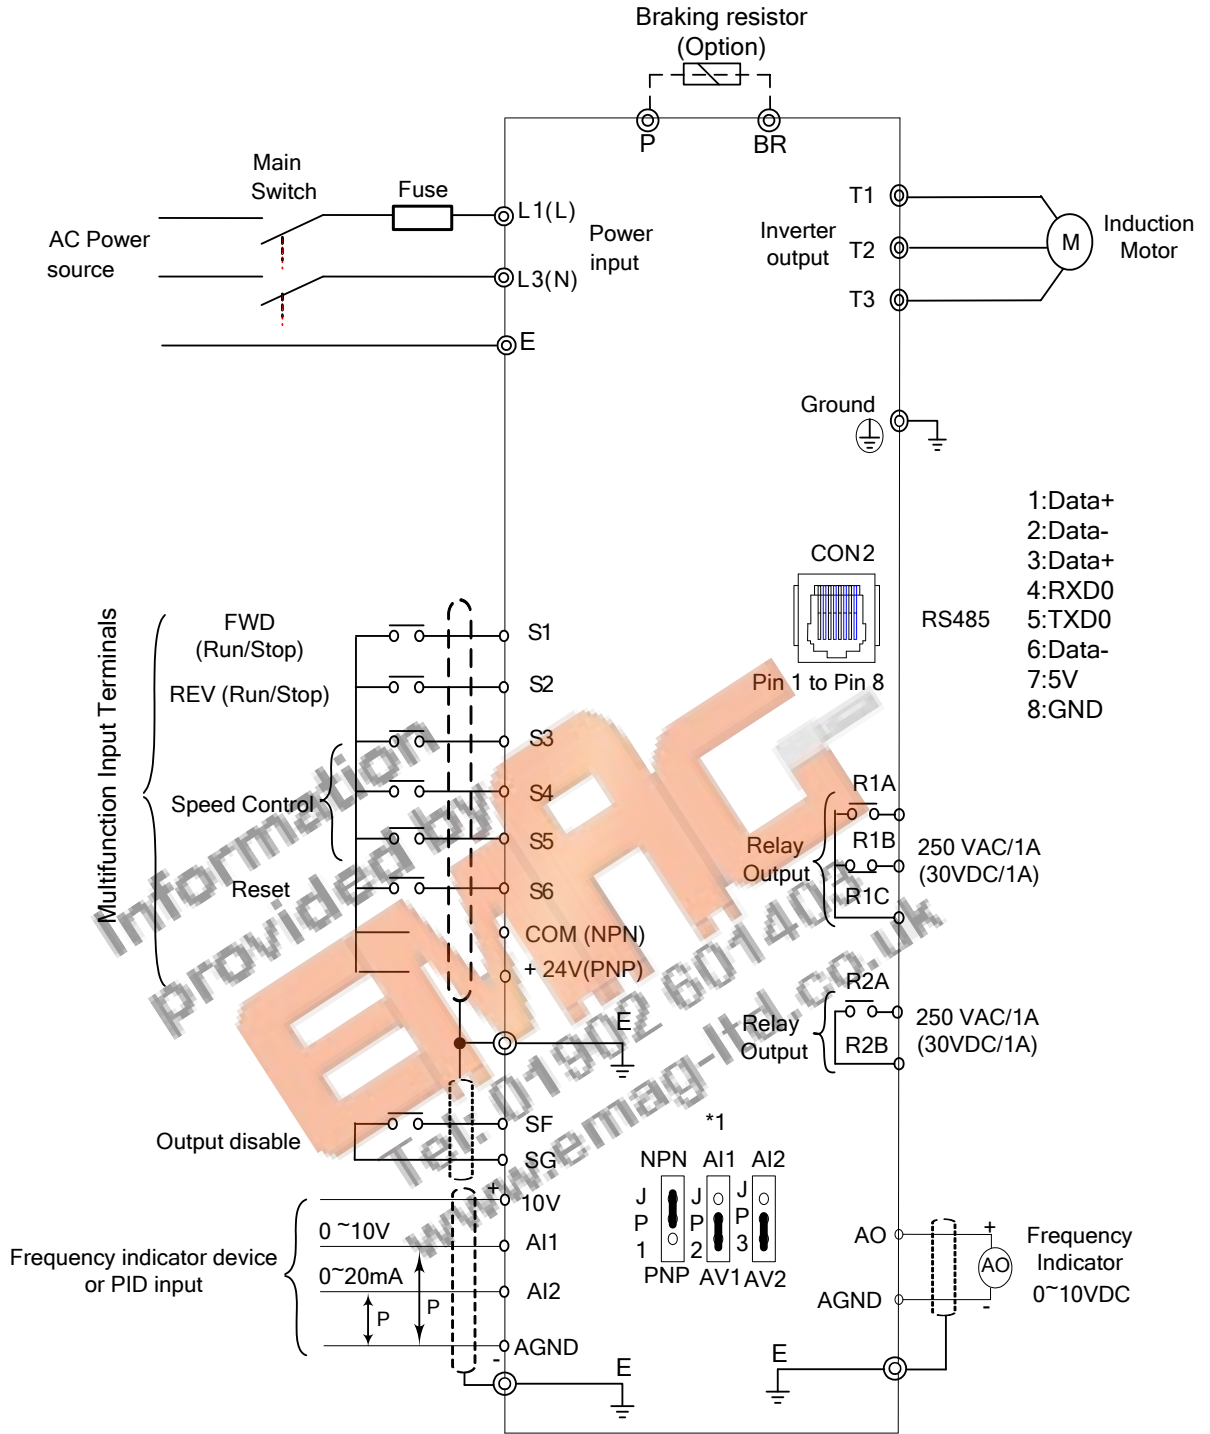 Braking resistor
(Option)
P
BR
Main
Switch
Fuse
L1(L)
Power
input
AC Power
source
L3(N)
E
T1
Inverter
output
T2
T3
M
Induction
Motor
Ground
CON2
RS485
Pin 1 to Pin 8
1:Data+
2:Data-
3:Data+
4:RXD0
5:TXD0
6:Data-
7:5V
8:GND
Multifunction Input Terminals
FWD
(Run/Stop)
REV (Run/Stop)
Speed Control
Reset
S1
S2
S3
S4
S5
S6
COM (NPN)
+ 24V(PNP)
E
R1A
R1B
R1C
Relay
Output
250 VAC/1A
(30VDC/1A)
R2A
R2B
Relay
Output
250 VAC/1A
(30VDC/1A)
Output disable
SF
SG
+
10V
0 ~10V
AI1
Frequency indicator device
or PID input
0~20mA
AI2
P
P
AGND
-
E
*1
NPN AI1 AI2
JP1
JP2
JP3
PNP AV1 AV2
AO
AGND
+
AO
-
Frequency
Indicator
0~10VDC
E
Information
provided by
EMAG
Tel: 01902 601408
www.emag-ltd.co.uk